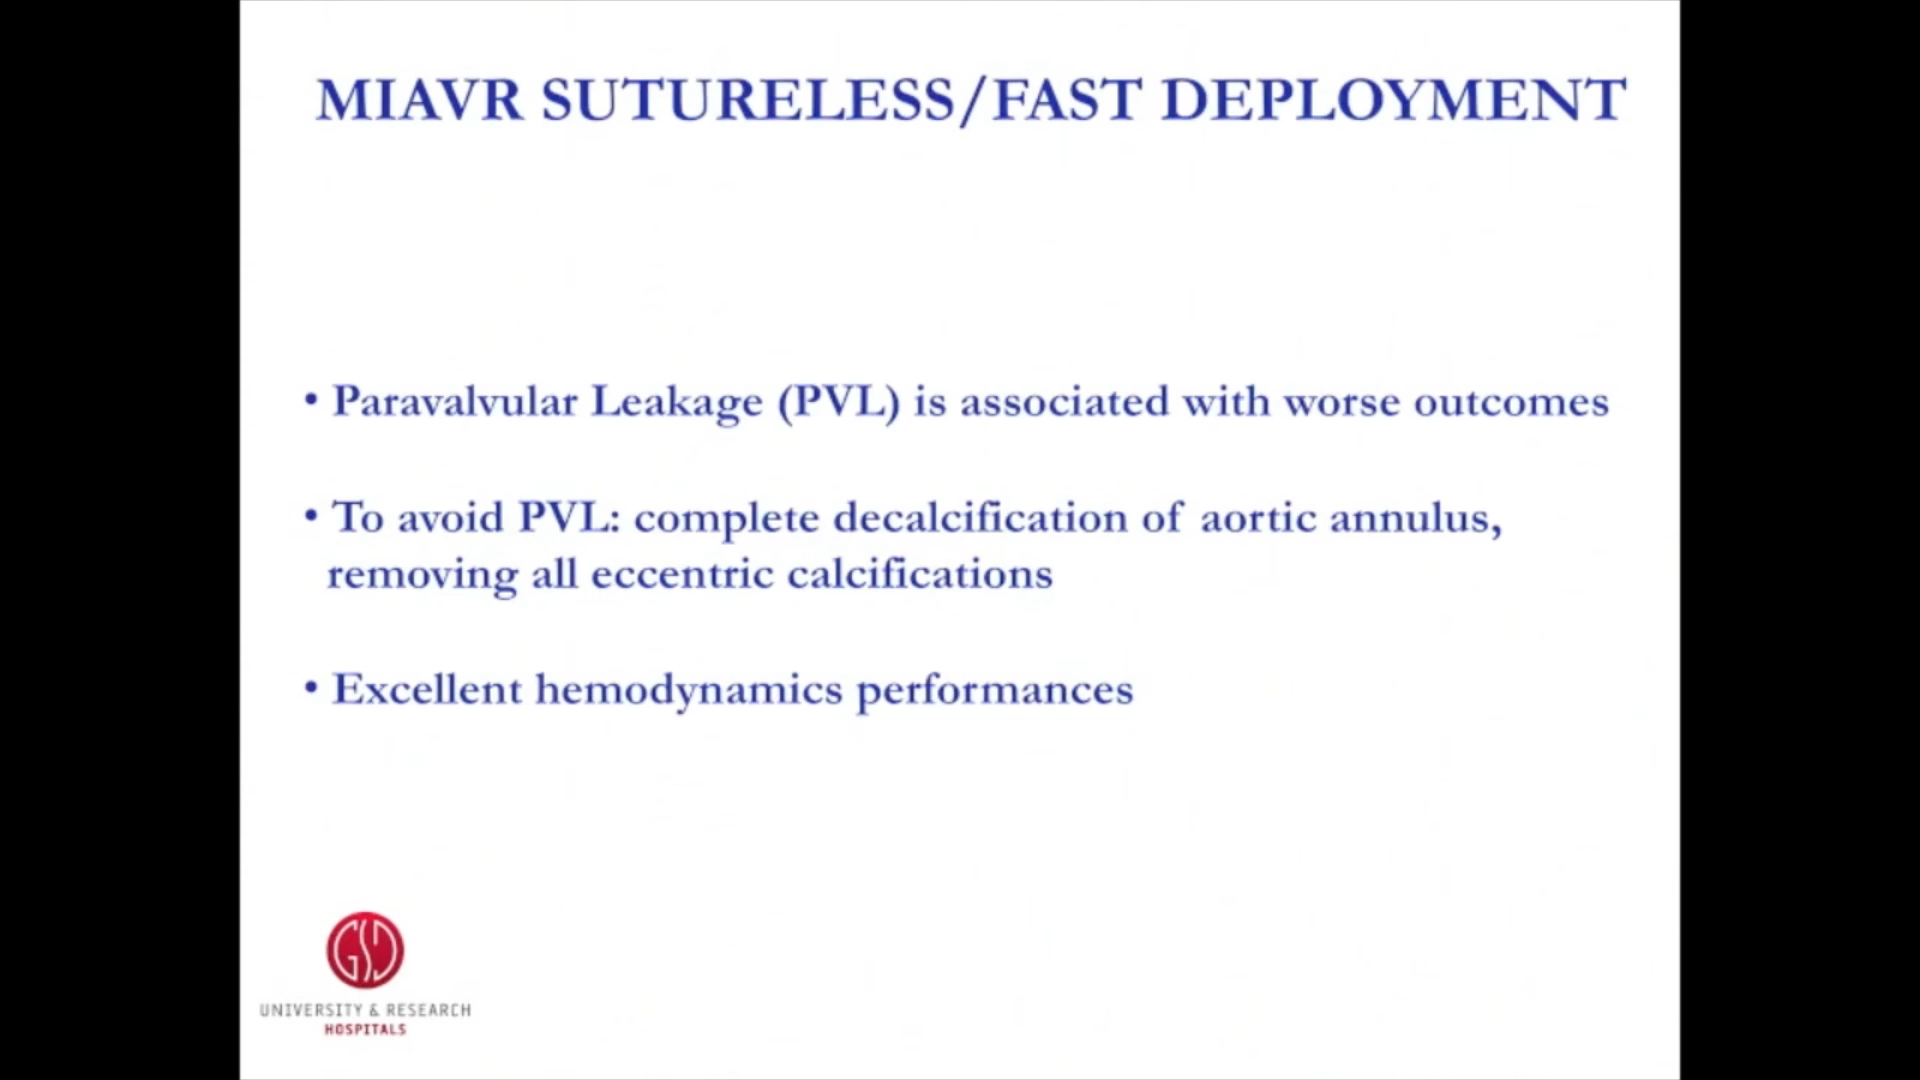 MIAVR SUTURELESS/FAST DEPLOYMENT
• Paravalvular Leakage (PVL) is associated with worse outcomes
• To avoid PVL: complete decalcification of aortic annulus,
removing all eccentric calcifications
• Excellent hemodynamics performances
GSD
UNIVERSITY & RESEARCH
HOSPITALS